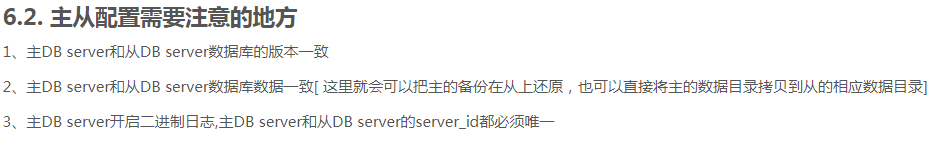 6.2. 主从配置需要注意的地方
1、主DB server和从DB server数据库的版本一致
2、主DB server和从DB server数据库数据一致[ 这里就会可以把主的备份在从上还原，也可以直接将主的数据目录拷贝到从的相应数据目录]
3、主DB server开启二进制日志,主DB server和从DB server的server_id都必须唯一